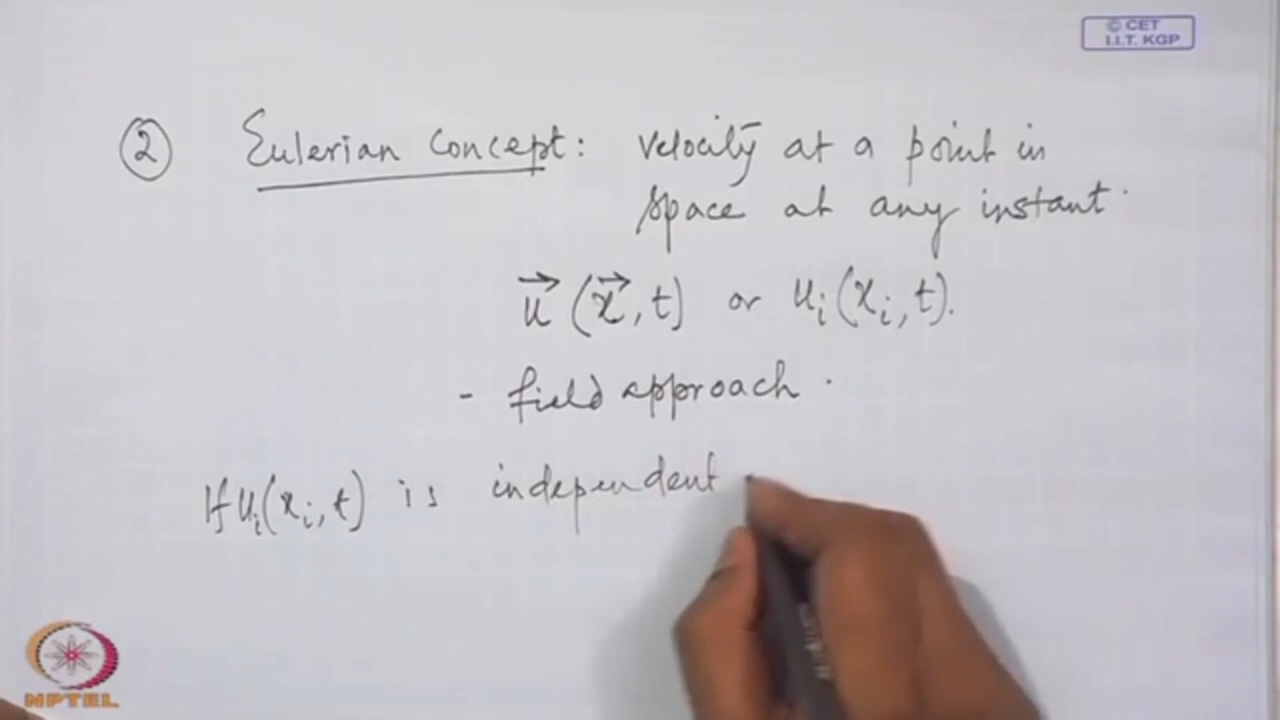 © CET
I.I.T. KGP
② Eulerian Concept: Velocity at a point in
space at any instant.
u⃗ (x⃗, t) or uᵢ(xᵢ, t).
- field approach.
If uᵢ(xᵢ, t) is independent
NPTEL